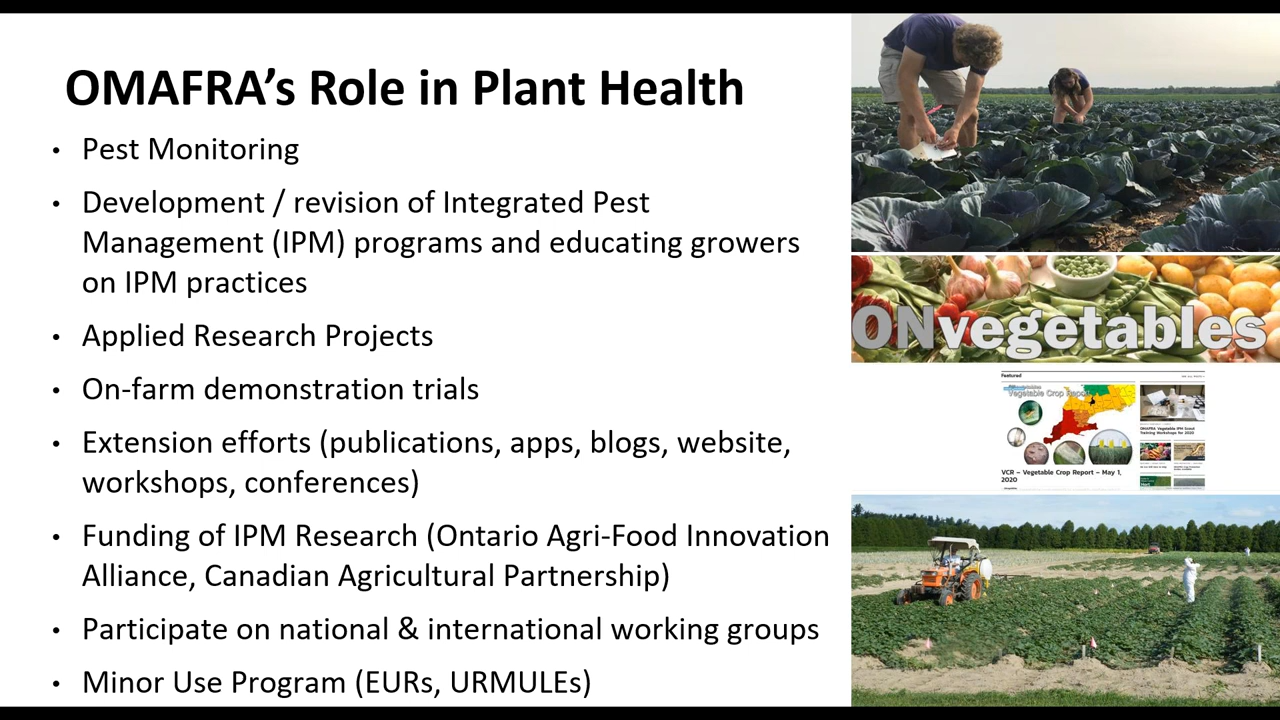 OMAFRA's Role in Plant Health
• Pest Monitoring
• Development / revision of Integrated Pest
Management (IPM) programs and educating growers
on IPM practices
• Applied Research Projects
• On-farm demonstration trials
• Extension efforts (publications, apps, blogs, website,
workshops, conferences)
• Funding of IPM Research (Ontario Agri-Food Innovation
Alliance, Canadian Agricultural Partnership)
• Participate on national & international working groups
• Minor Use Program (EURs, URMULEs)
ONvegetables
Featured
Vegetable Crop Report
VCR – Vegetable Crop Report – May 1,
2020
OMAFRA Vegetable IPM Scout
Training Workshops for 2020